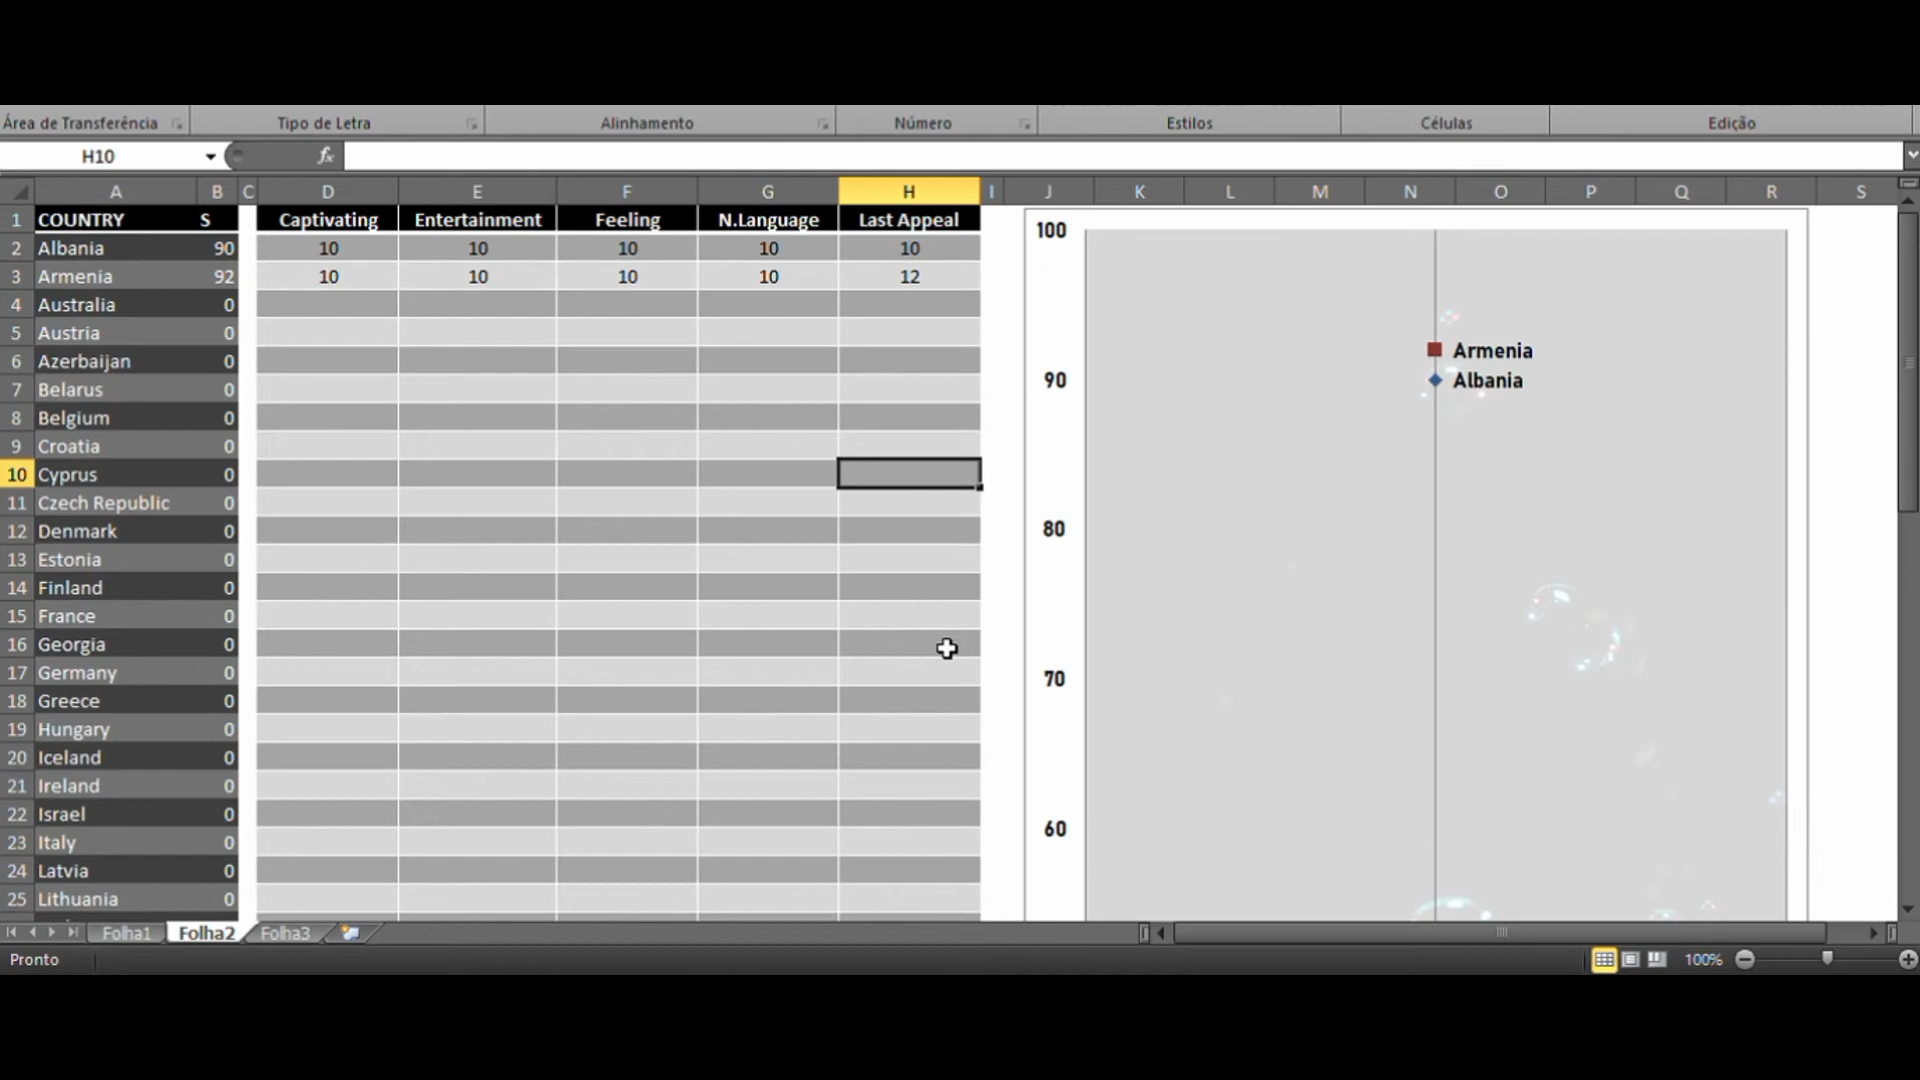 Área de Transferência Tipo de Letra Alinhamento Número Estilos Células Edição
H10 fx
A B C D E F G H I J K L M N O P Q R S
1 COUNTRY S Captivating Entertainment Feeling N.Language Last Appeal
2 Albania 90 10 10 10 10 10
3 Armenia 92 10 10 10 10 12
4 Australia 0
5 Austria 0
6 Azerbaijan 0
7 Belarus 0
8 Belgium 0
9 Croatia 0
10 Cyprus 0
11 Czech Republic 0
12 Denmark 0
13 Estonia 0
14 Finland 0
15 France 0
16 Georgia 0
17 Germany 0
18 Greece 0
19 Hungary 0
20 Iceland 0
21 Ireland 0
22 Israel 0
23 Italy 0
24 Latvia 0
25 Lithuania 0
100
Armenia
90 Albania
80
70
60
Folha1 Folha2 Folha3
Pronto 100%